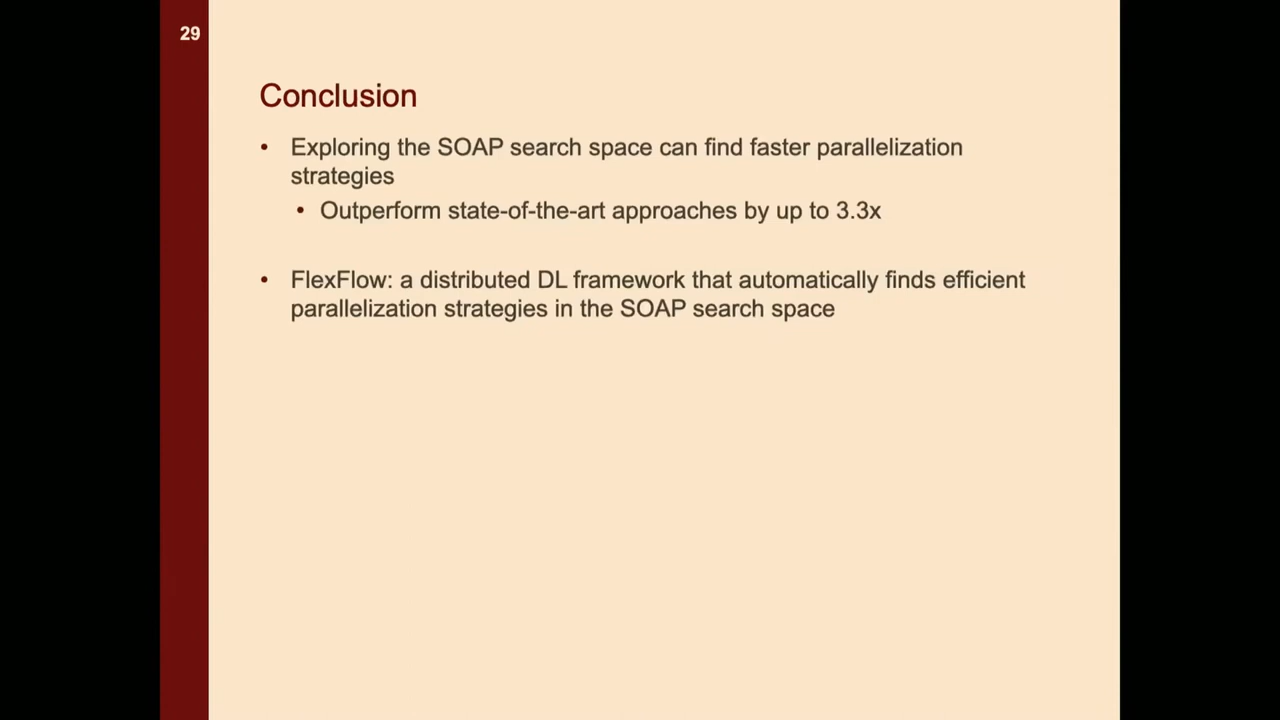 29
Conclusion
• Exploring the SOAP search space can find faster parallelization
strategies
• Outperform state-of-the-art approaches by up to 3.3x
• FlexFlow: a distributed DL framework that automatically finds efficient
parallelization strategies in the SOAP search space